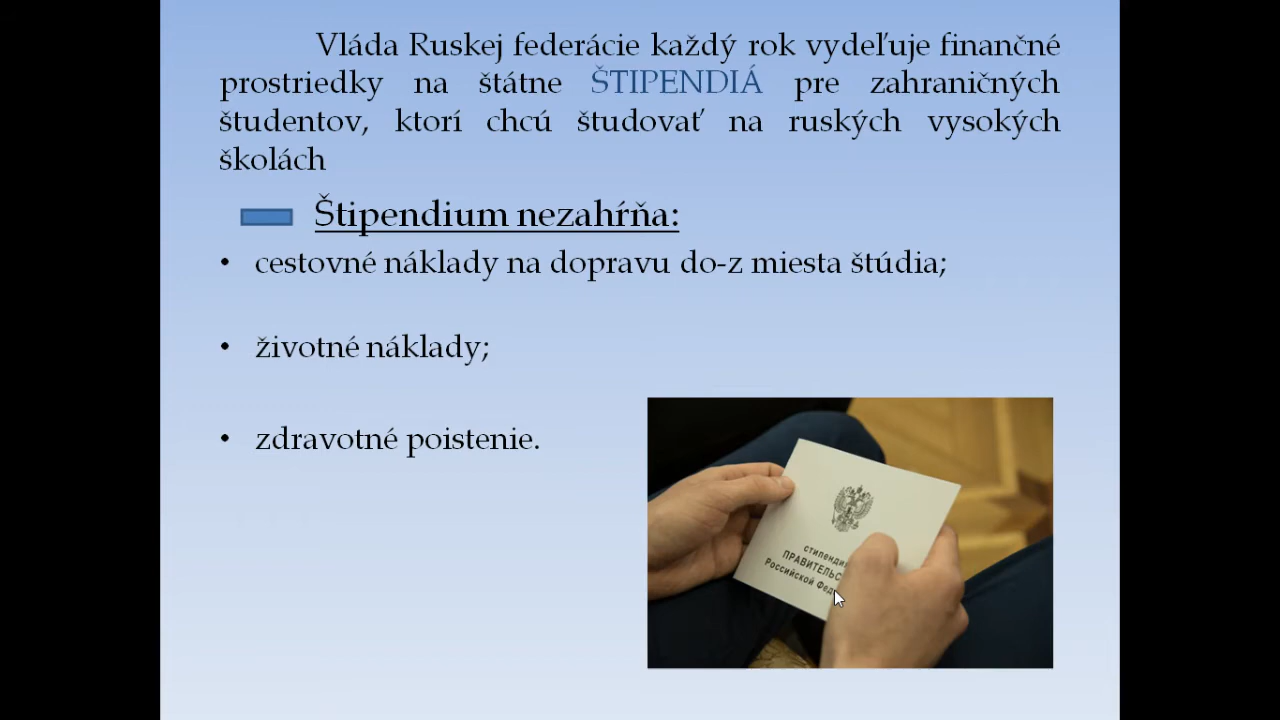 Vláda Ruskej federácie každý rok vydeľuje finančné
prostriedky na štátne ŠTIPENDIÁ pre zahraničných
študentov, ktorí chcú študovať na ruských vysokých
školách
Štipendium nezahŕňa:
• cestovné náklady na dopravu do-z miesta štúdia;
• životné náklady;
• zdravotné poistenie.
стипенди
ПРАВИТЕЛЬС
Российской Фед